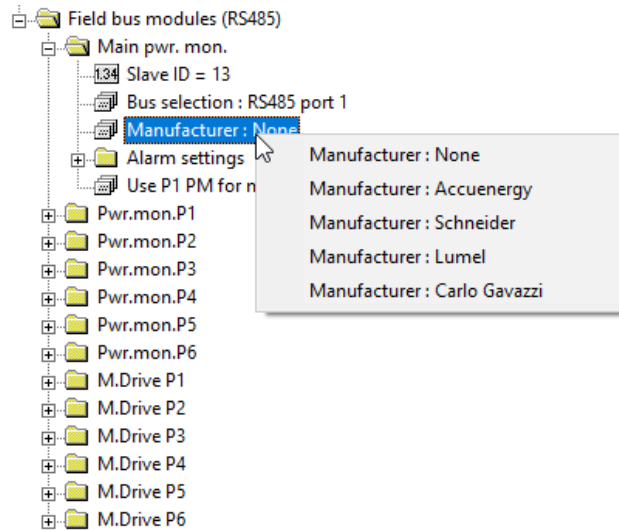 Field bus modules (RS485)
Main pwr. mon.
1.34 Slave ID = 13
Bus selection : RS485 port 1
Manufacturer : None
Alarm settings
Use P1 PM for
Manufacturer : None
Manufacturer : Accuenergy
Manufacturer : Schneider
Manufacturer : Lumel
Manufacturer : Carlo Gavazzi
Pwr.mon.P1
Pwr.mon.P2
Pwr.mon.P3
Pwr.mon.P4
Pwr.mon.P5
Pwr.mon.P6
M.Drive P1
M.Drive P2
M.Drive P3
M.Drive P4
M.Drive P5
M.Drive P6